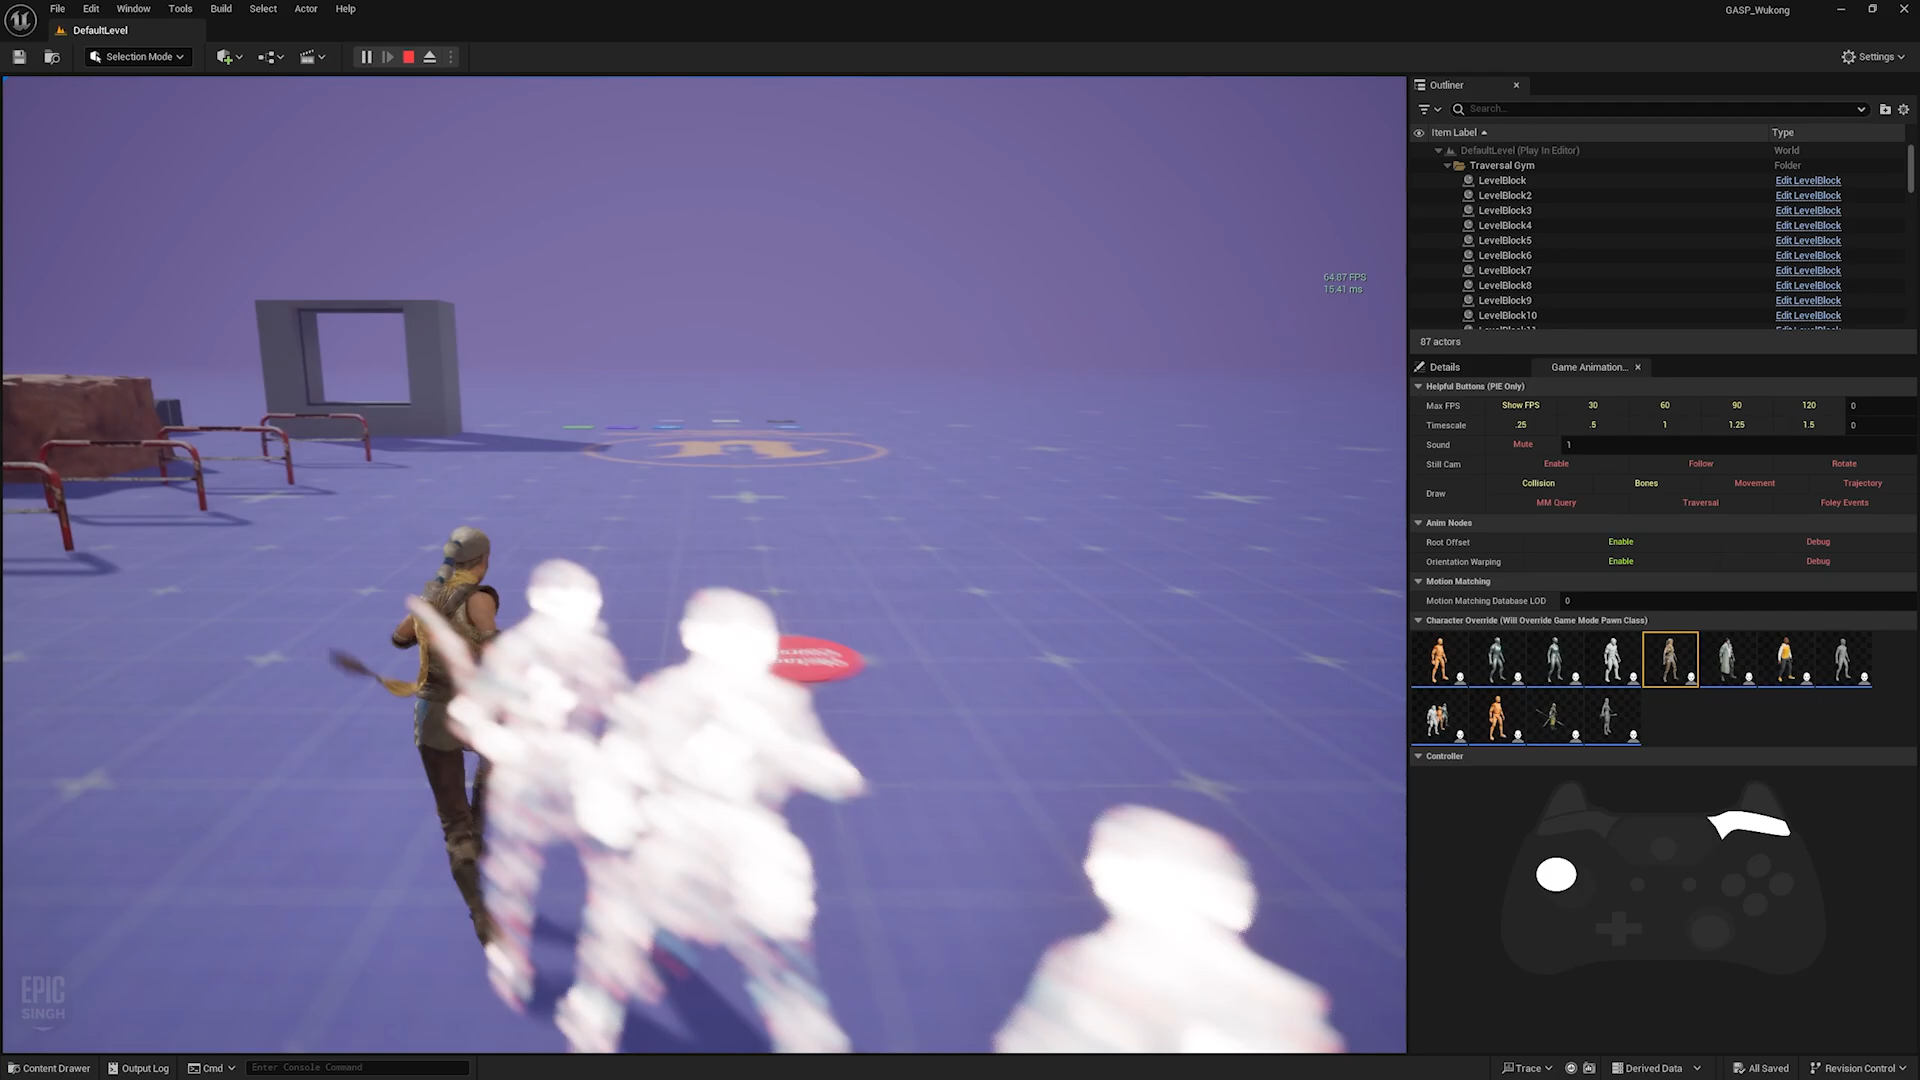 File Edit Window Tools Build Select Actor Help
GASP_Wukong
DefaultLevel
Selection Mode
Settings
Outliner
Search...
Item Label Type
DefaultLevel (Play In Editor) World
Traversal Gym Folder
LevelBlock Edit LevelBlock
LevelBlock2 Edit LevelBlock
LevelBlock3 Edit LevelBlock
LevelBlock4 Edit LevelBlock
LevelBlock5 Edit LevelBlock
LevelBlock6 Edit LevelBlock
LevelBlock7 Edit LevelBlock
LevelBlock8 Edit LevelBlock
LevelBlock9 Edit LevelBlock
LevelBlock10 Edit LevelBlock
87 actors
64.87 FPS
15.41 ms
Details Game Animation...
Helpful Buttons (PIE Only)
Max FPS Show FPS 30 60 90 120 0
Timescale .25 .5 1 1.25 1.5 0
Sound Mute 1
Still Cam Enable Follow Rotate
Draw Collision Bones Movement Trajectory
MM Query Traversal Foley Events
Anim Nodes
Root Offset Enable Debug
Orientation Warping Enable Debug
Motion Matching
Motion Matching Database LOD 0
Character Override (Will Override Game Mode Pawn Class)
Controller
EPIC
SINGH
Content Drawer Output Log Cmd Enter Console Command
Trace Derived Data All Saved Revision Control